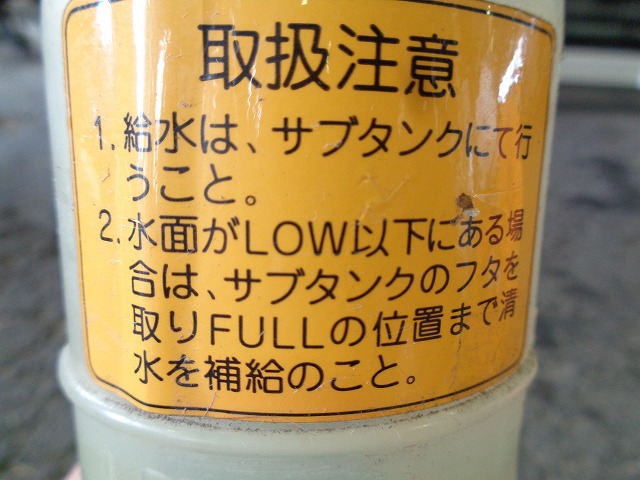 取扱注意
1. 給水は、サブタンクにて行
うこと。
2. 水面がLOW以下にある場
合は、サブタンクのフタを
取りFULLの位置まで清
水を補給のこと。